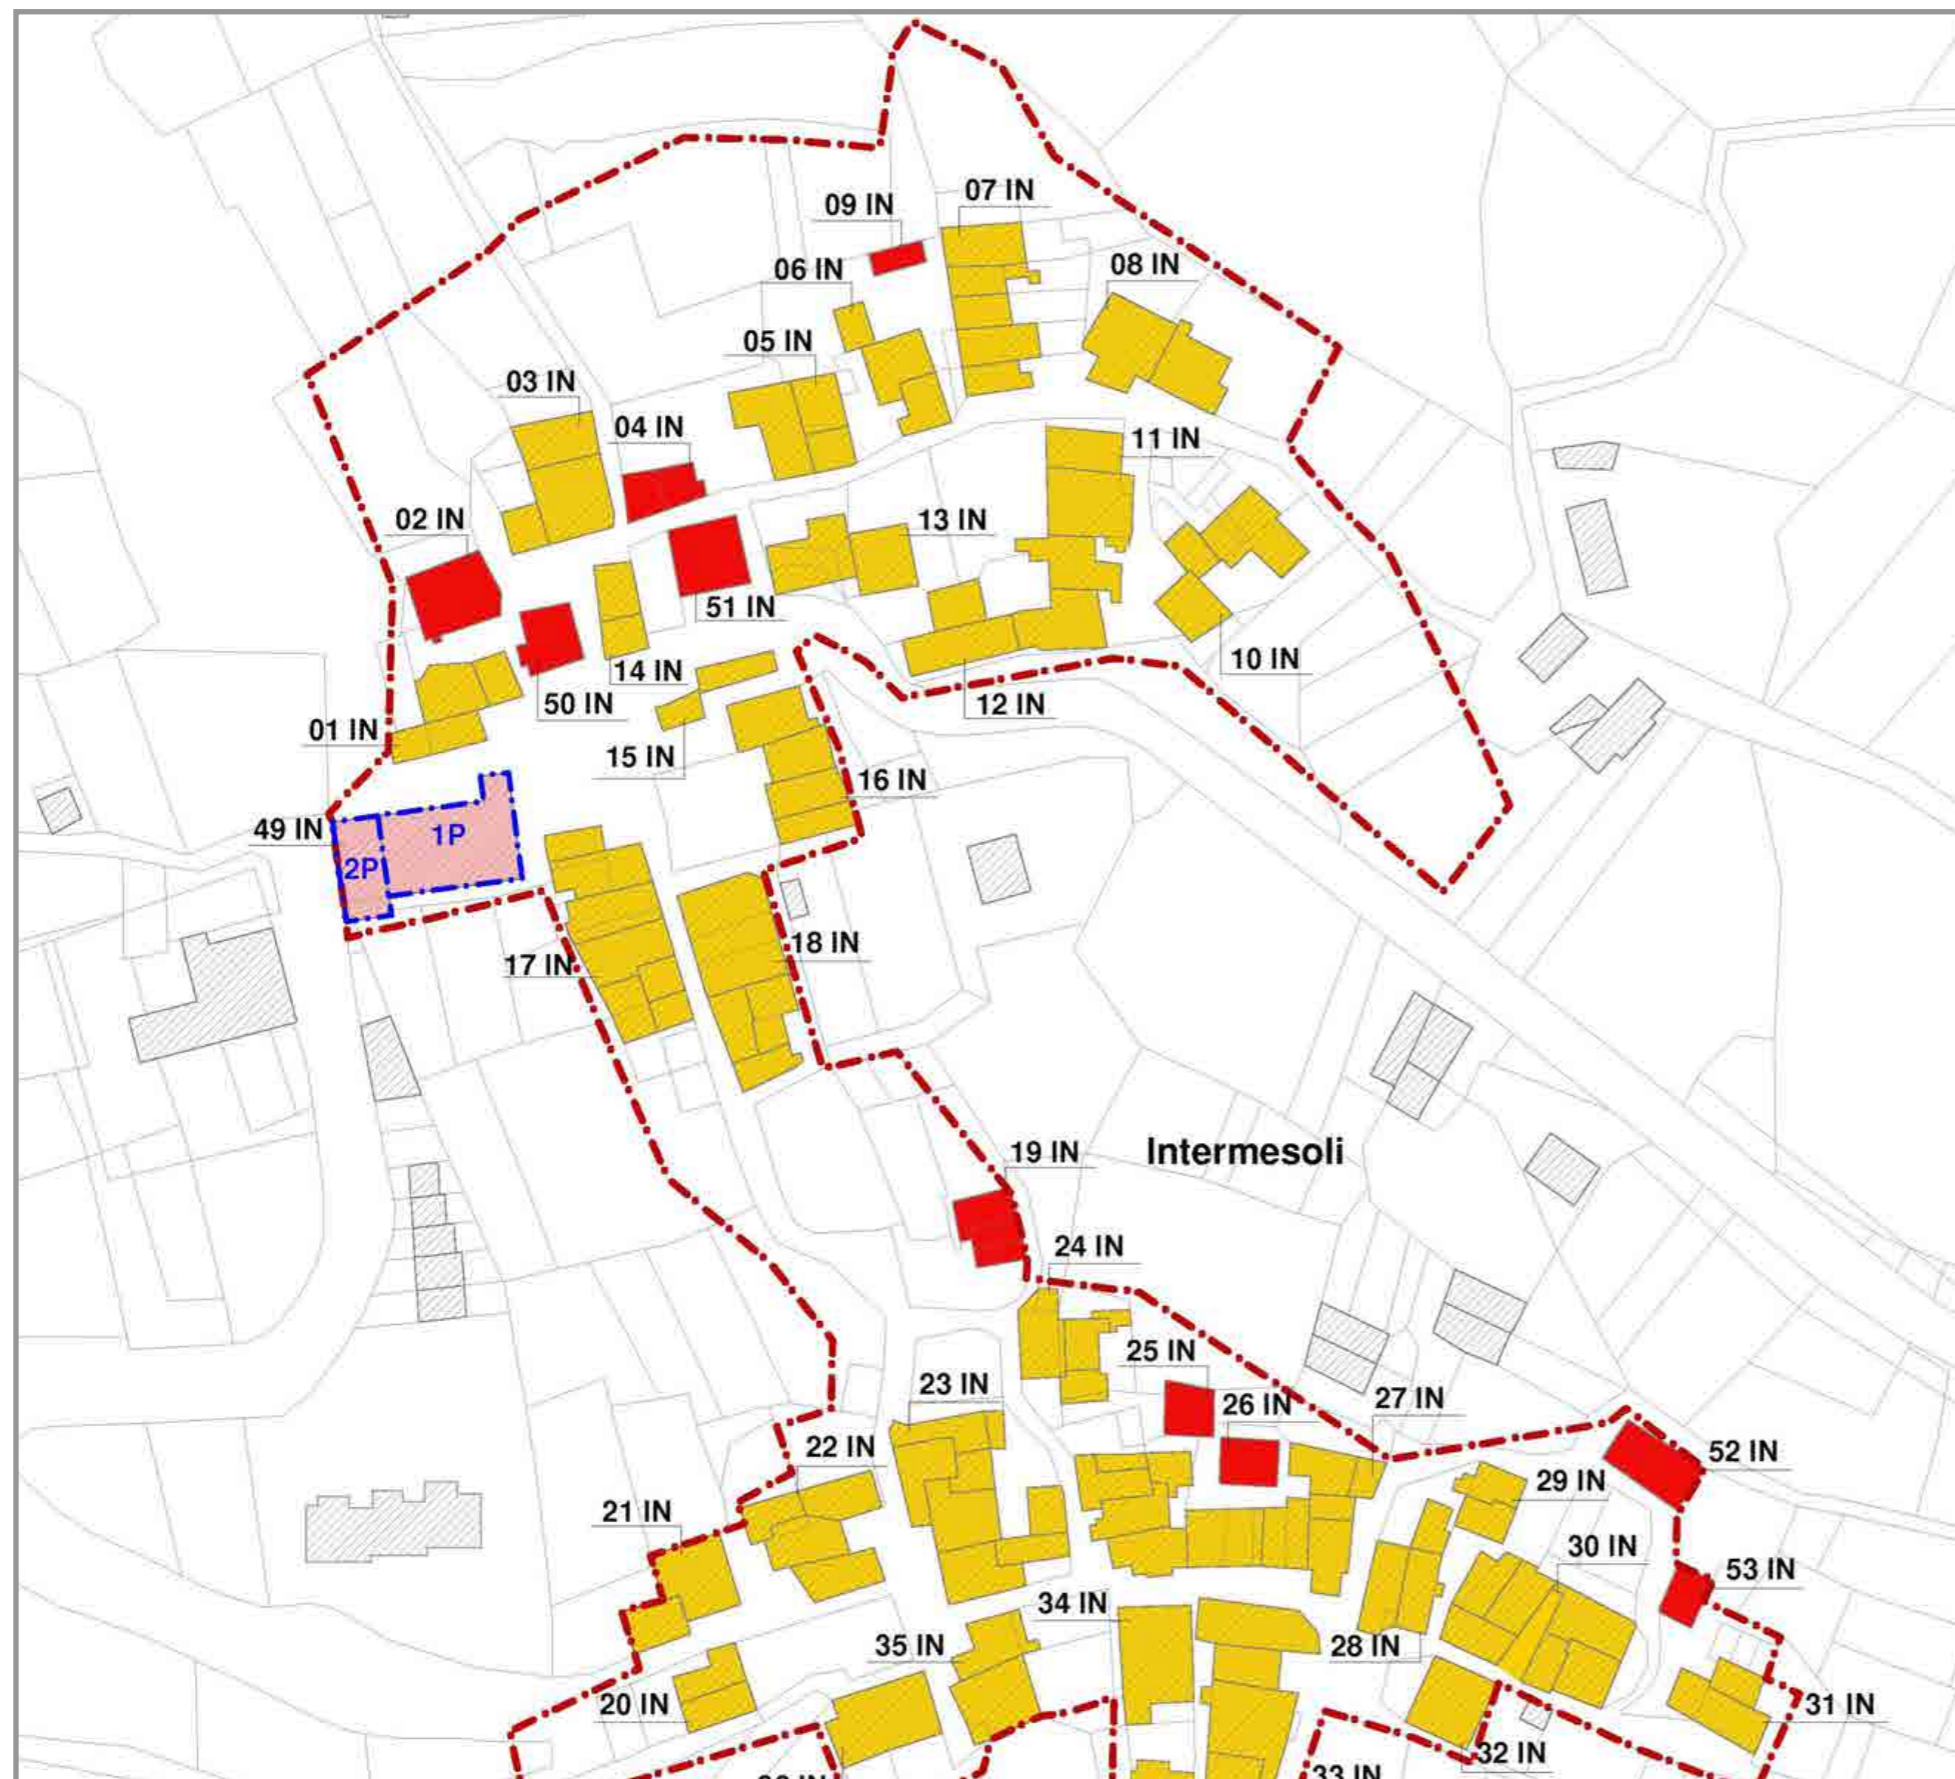 07 IN
09 IN
08 IN
06 IN
05 IN
03 IN
04 IN
11 IN
02 IN
13 IN
51 IN
10 IN
14 IN
50 IN
12 IN
01 IN
15 IN
16 IN
49 IN
1P
2P
18 IN
17 IN
19 IN
Intermesoli
24 IN
25 IN
23 IN
26 IN
27 IN
22 IN
52 IN
29 IN
21 IN
30 IN
53 IN
34 IN
35 IN
28 IN
20 IN
31 IN
32 IN
33 IN